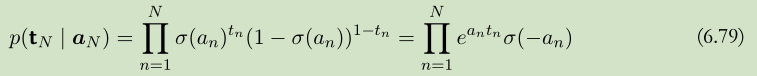 p(𝐭_N | 𝒂_N) = ∏_{n=1}^{N} σ(a_n)^{t_n}(1 − σ(a_n))^{1−t_n} = ∏_{n=1}^{N} e^{a_n t_n}σ(−a_n) (6.79)